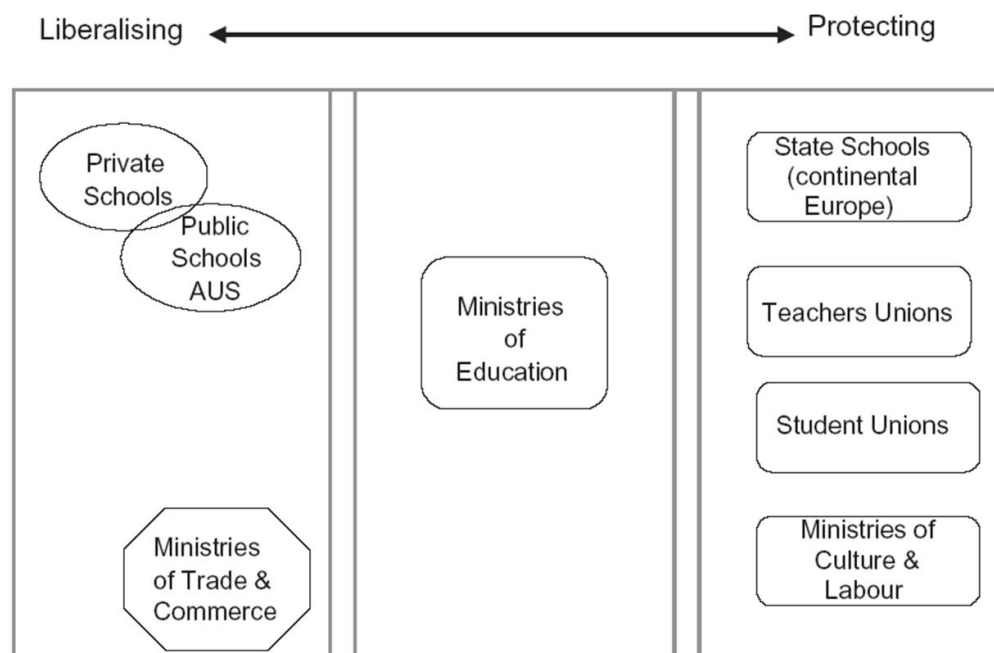 Liberalising
Protecting
Private
Schools
Public
Schools
AUS
Ministries
of Trade &
Commerce
Ministries
of
Education
State Schools
(continental
Europe)
Teachers Unions
Student Unions
Ministries of
Culture &
Labour